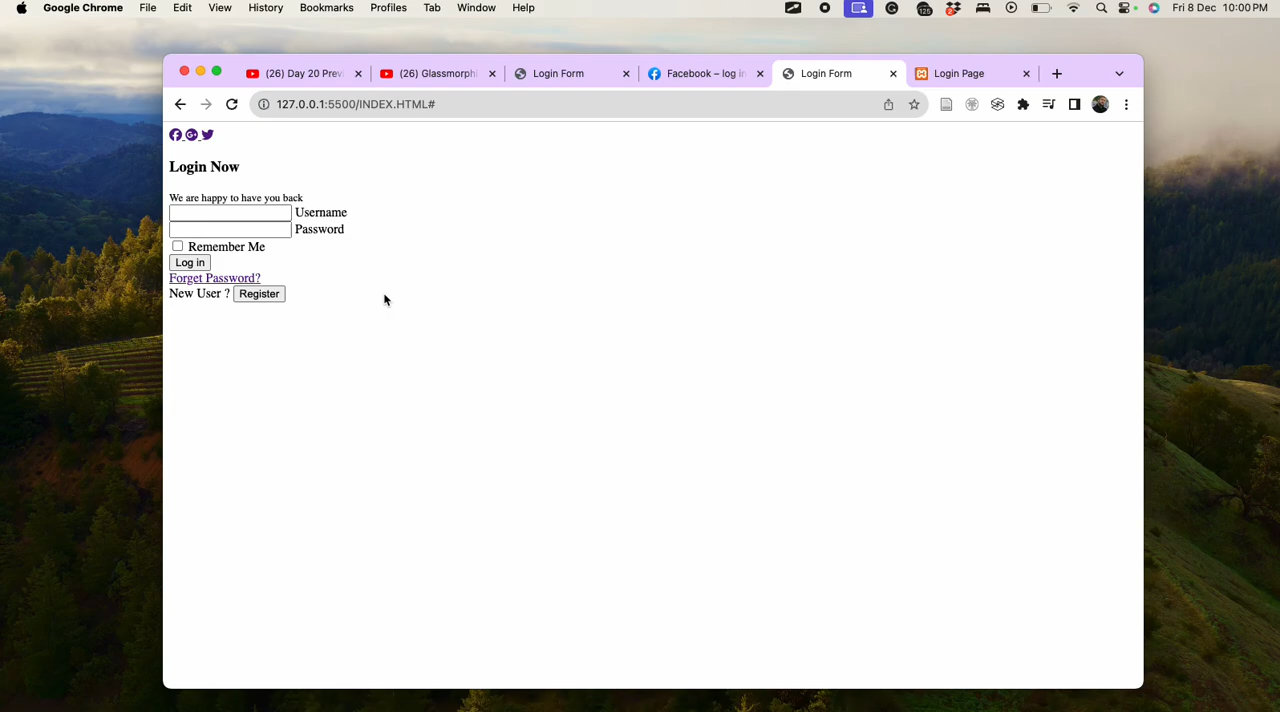 Google Chrome File Edit View History Bookmarks Profiles Tab Window Help 125 Fri 8 Dec 10:00 PM
(26) Day 20 Previ (26) Glassmorphi Login Form Facebook – log in Login Form Login Page
127.0.0.1:5500/INDEX.HTML#
Login Now
We are happy to have you back
Username
Password
Remember Me
Log in
Forget Password?
New User ? Register